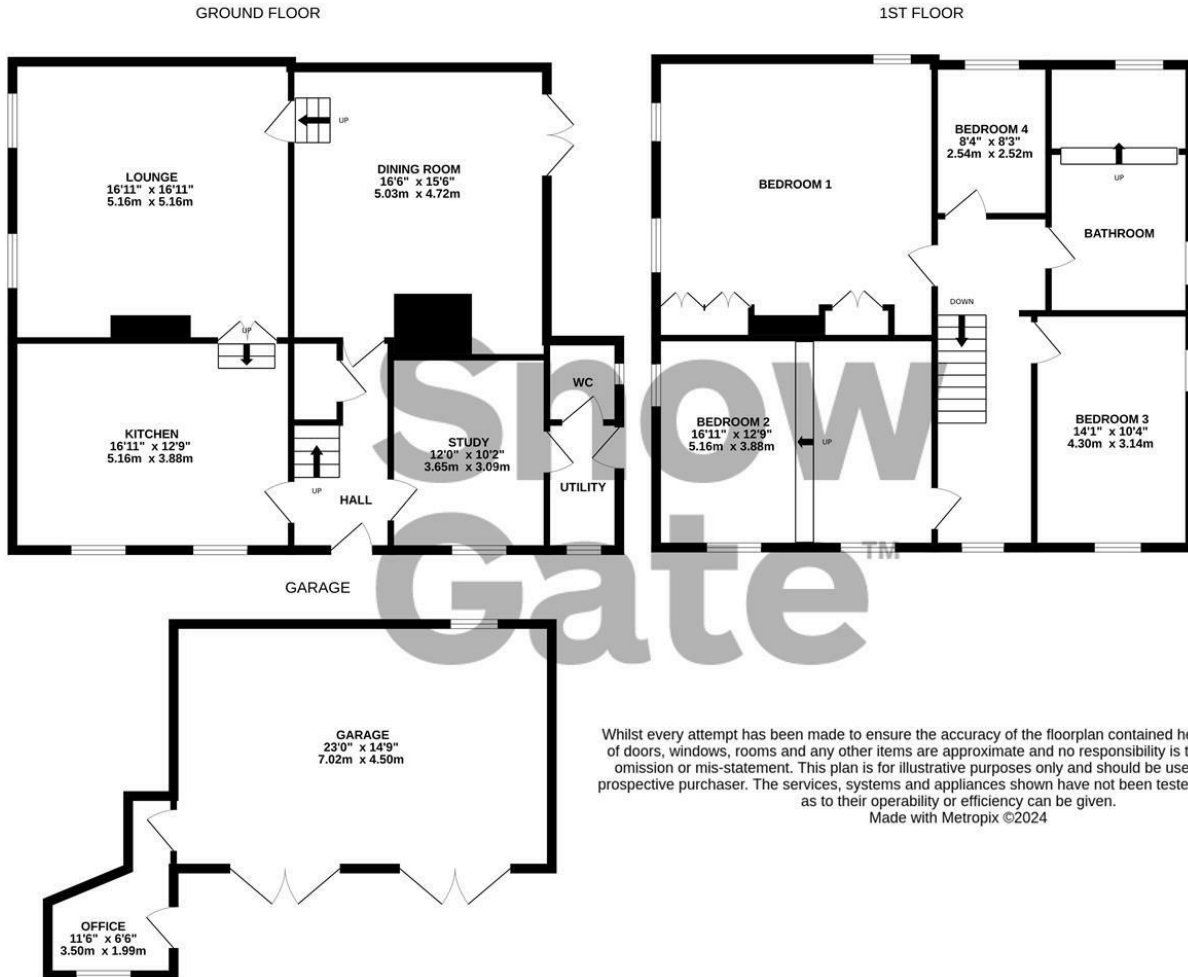 GROUND FLOOR
1ST FLOOR
LOUNGE
16'11" x 16'11"
5.16m x 5.16m
UP
DINING ROOM
16'6" x 15'6"
5.03m x 4.72m
UP
KITCHEN
16'11" x 12'9"
5.16m x 3.88m
UP
HALL
STUDY
12'0" x 10'2"
3.65m x 3.09m
WC
UTILITY
BEDROOM 1
BEDROOM 4
8'4" x 8'3"
2.54m x 2.52m
UP
BATHROOM
DOWN
BEDROOM 2
16'11" x 12'9"
5.16m x 3.88m
UP
BEDROOM 3
14'1" x 10'4"
4.30m x 3.14m
Snow
Gate™
GARAGE
GARAGE
23'0" x 14'9"
7.02m x 4.50m
OFFICE
11'6" x 6'6"
3.50m x 1.99m
Whilst every attempt has been made to ensure the accuracy of the floorplan contained
of doors, windows, rooms and any other items are approximate and no responsibility is
omission or mis-statement. This plan is for illustrative purposes only and should be
prospective purchaser. The services, systems and appliances shown have not been
as to their operability or efficiency can be given.
Made with Metropix ©2024